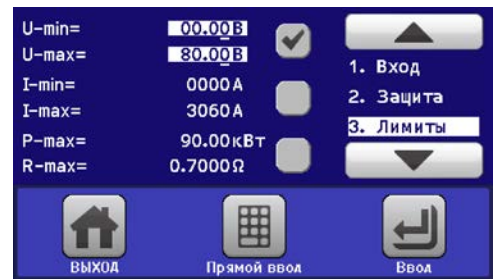 U-min= 00.00В
U-max= 80.00В
I-min= 0000А
I-max= 3060А
P-max= 90.00кВт
R-max= 0.7000Ω
1. Вход
2. Защита
3. Лимиты
ВЫХОД
Прямой ввод
Ввод